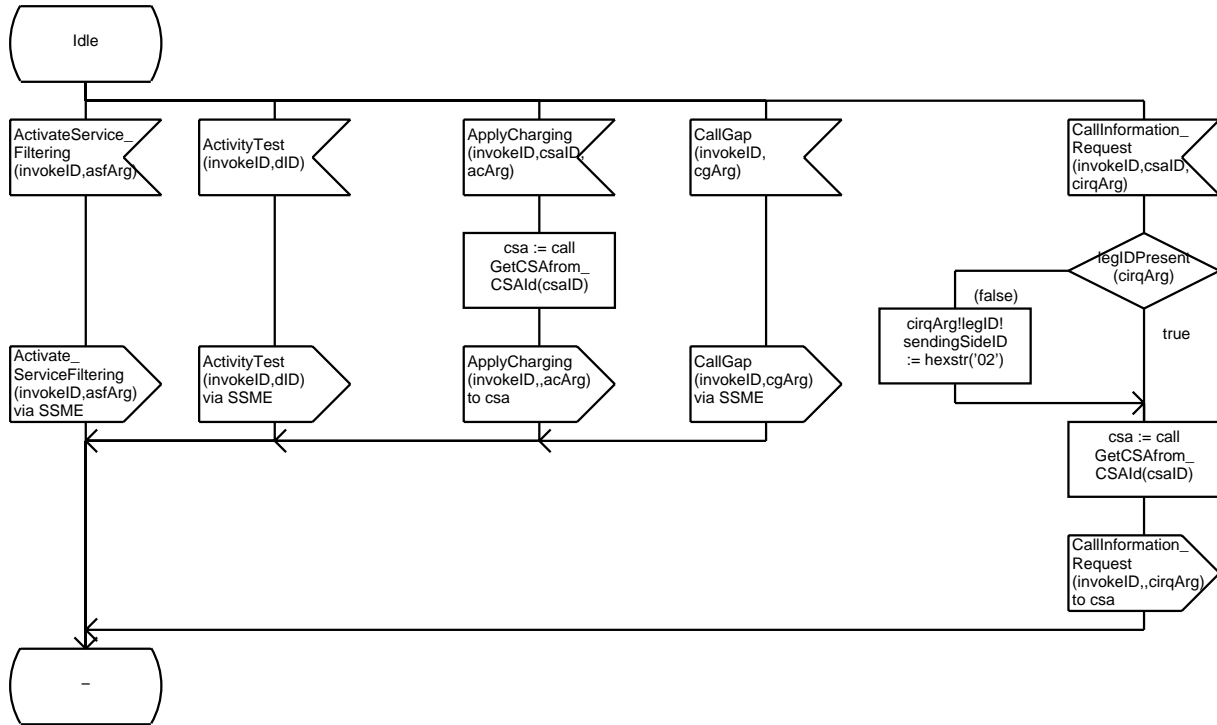 Idle
ActivateService_
Filtering
(invokeID,asfArg)
ActivityTest
(invokeID,dID)
ApplyCharging
(invokeID,csaID,
acArg)
CallGap
(invokeID,
cgArg)
CallInformation_
Request
(invokeID,csaID,
cirqArg)
csa := call
GetCSAfrom_
CSAId(csaID)
legIDPresent
(cirqArg)
(false)
true
cirqArg!legID!
sendingSideID
:= hexstr('02')
Activate_
ServiceFiltering
(invokeID,asfArg)
via SSME
ActivityTest
(invokeID,dID)
via SSME
ApplyCharging
(invokeID,,acArg)
to csa
CallGap
(invokeID,cgArg)
via SSME
csa := call
GetCSAfrom_
CSAId(csaID)
CallInformation_
Request
(invokeID,,cirqArg)
to csa
–